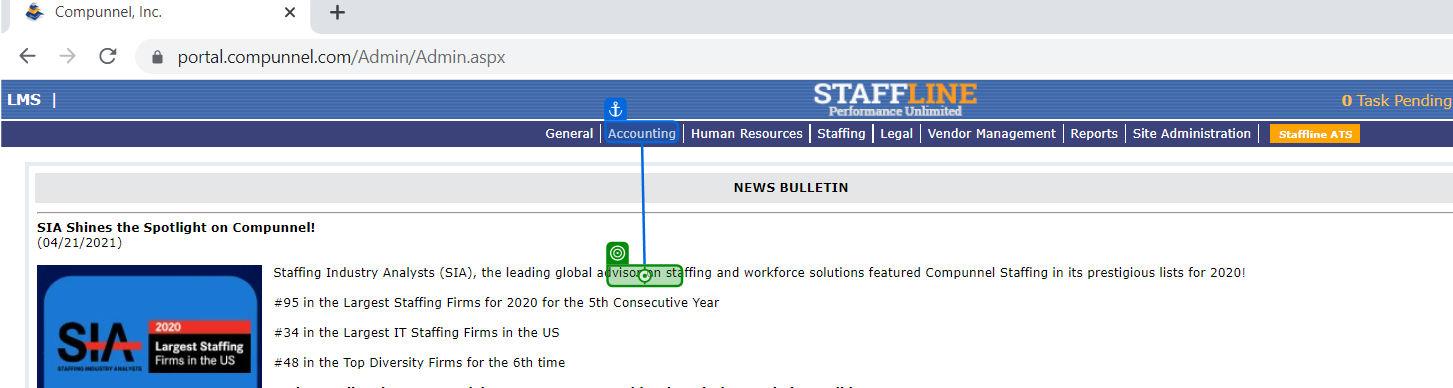 Compunnel, Inc.
portal.compunnel.com/Admin/Admin.aspx
LMS |
STAFFLINE
Performance Unlimited
0 Task Pending
General | Accounting | Human Resources | Staffing | Legal | Vendor Management | Reports | Site Administration | Staffline ATS
NEWS BULLETIN
SIA Shines the Spotlight on Compunnel!
(04/21/2021)
Staffing Industry Analysts (SIA), the leading global advisor on staffing and workforce solutions featured Compunnel Staffing in its prestigious lists for 2020!
#95 in the Largest Staffing Firms for 2020 for the 5th Consecutive Year
#34 in the Largest IT Staffing Firms in the US
#48 in the Top Diversity Firms for the 6th time
SIA
STAFFING INDUSTRY ANALYSTS
2020
Largest Staffing
Firms in the US